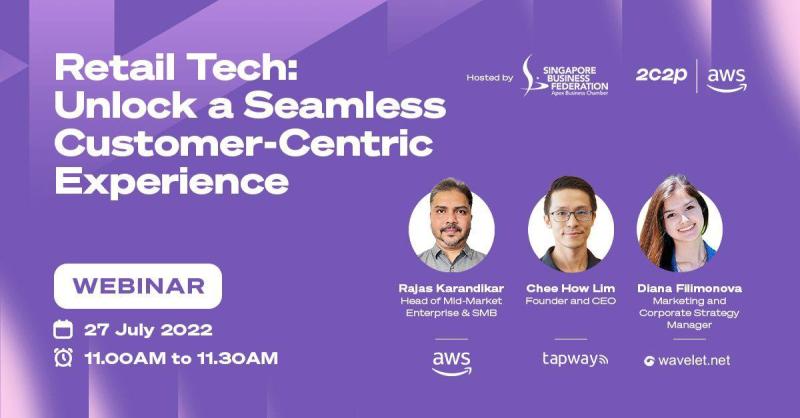 Retail Tech:
Unlock a Seamless
Customer-Centric
Experience
Hosted by
SINGAPORE
BUSINESS
FEDERATION
Apex Business Chamber
2c2p
aws
WEBINAR
27 July 2022
11.00AM to 11.30AM
Rajas Karandikar
Head of Mid-Market
Enterprise & SMB
aws
Chee How Lim
Founder and CEO
tapway
Diana Filimonova
Marketing and
Corporate Strategy
Manager
wavelet.net